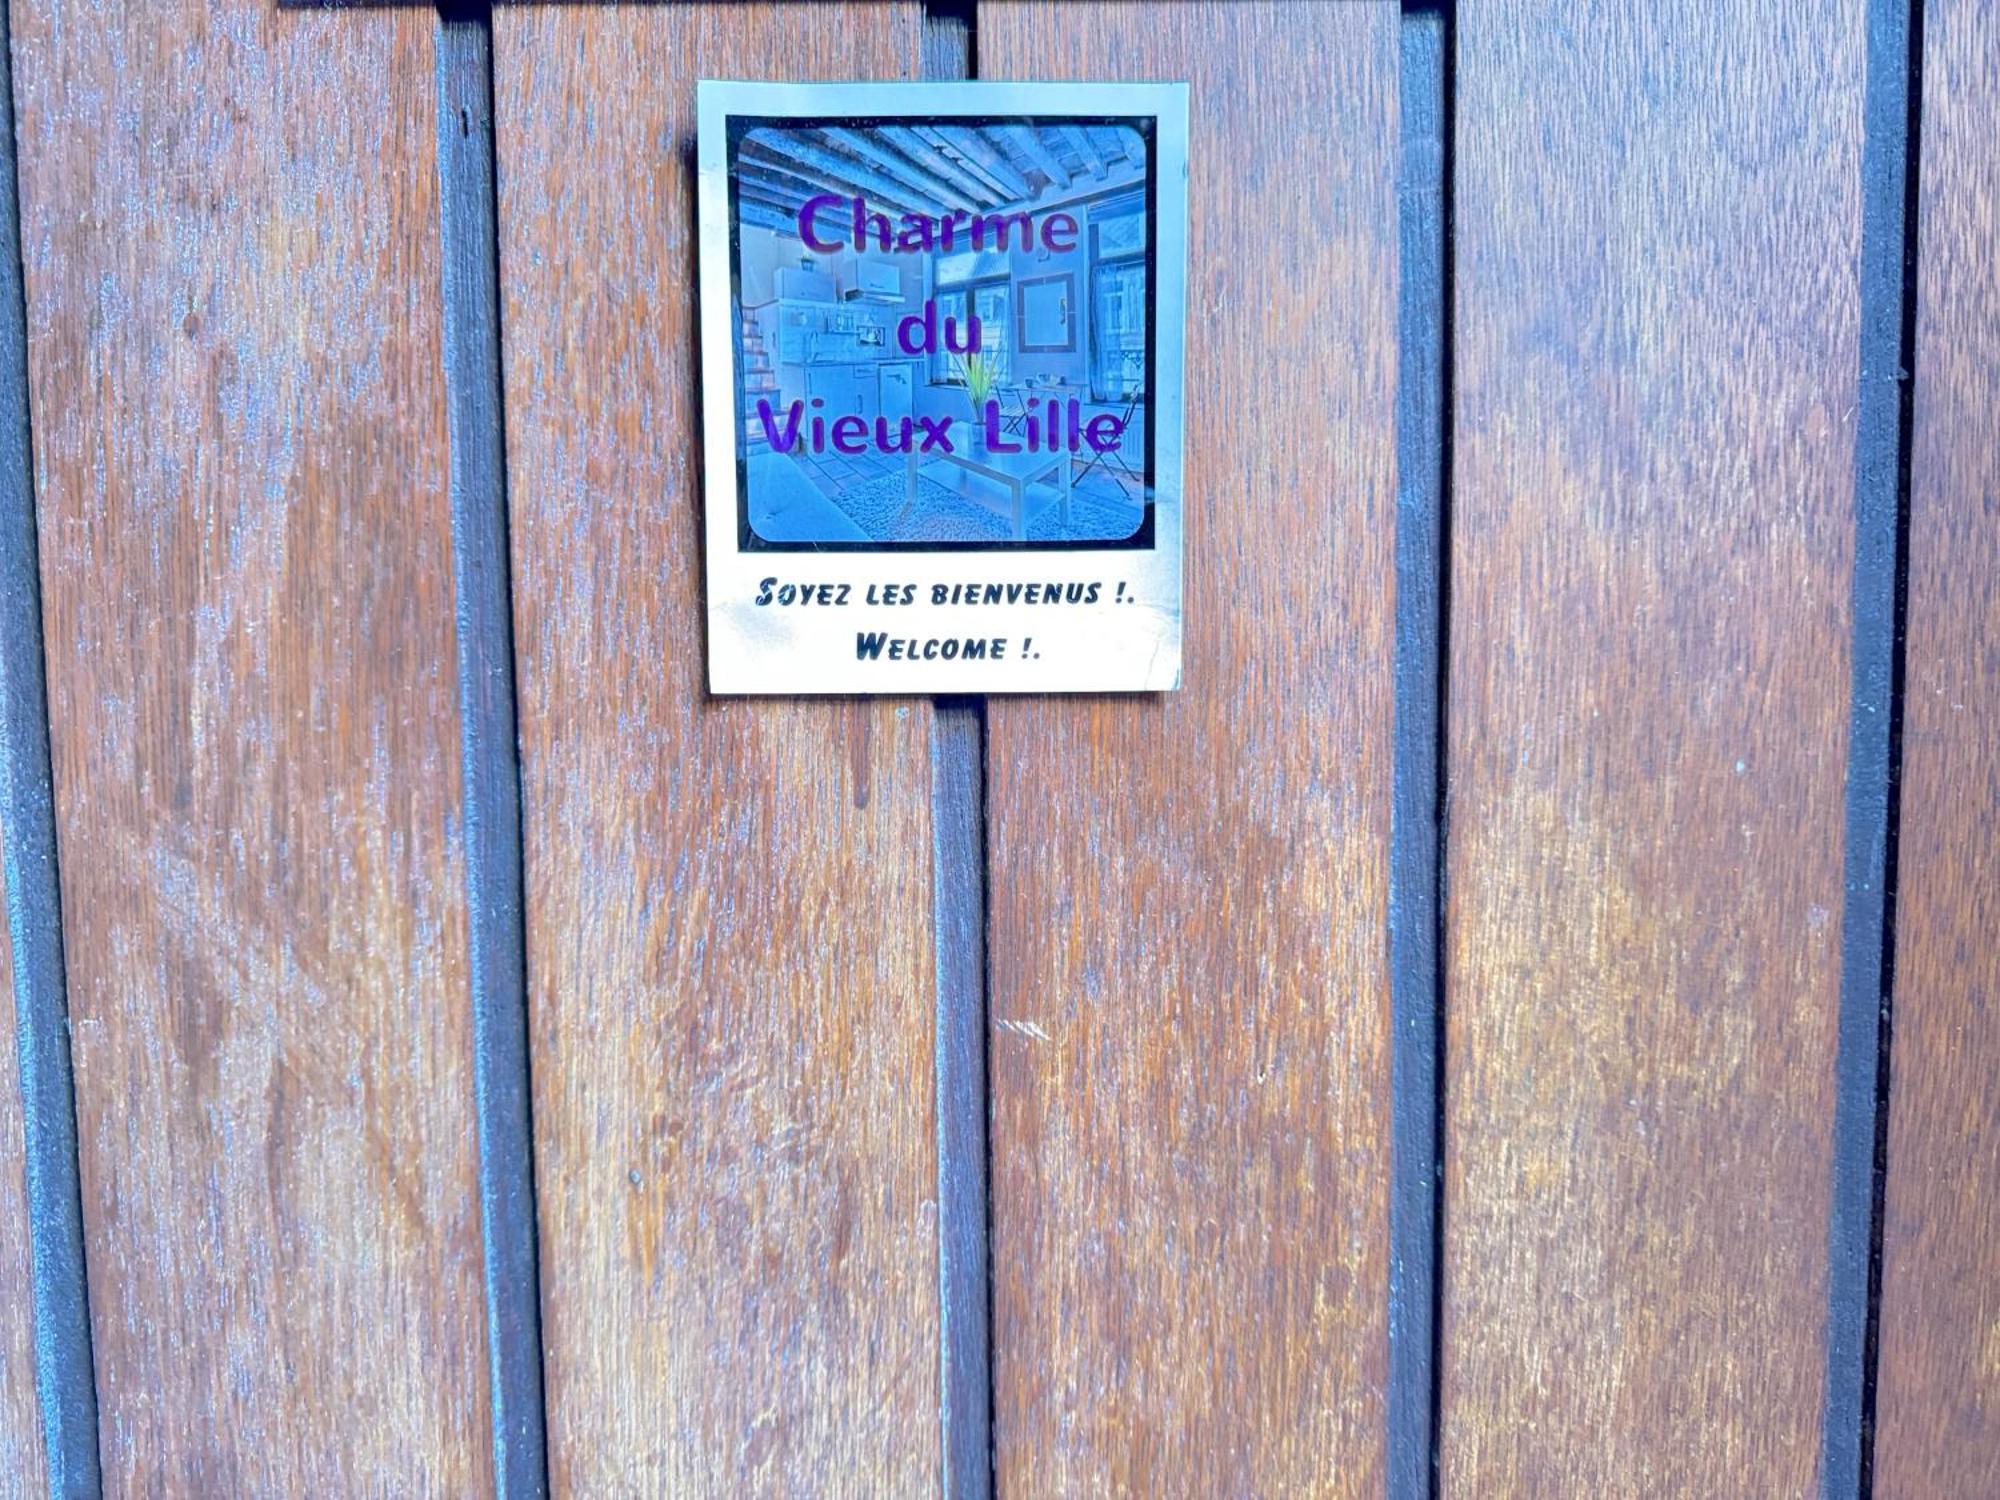 Charme
du
Vieux Lille
Soyez les bienvenus !.
Welcome !.